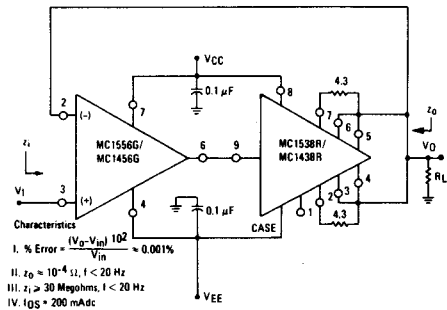 VCC
0.1 µF
8
4.3
2
(−)
7
7
6
5
zo
zi
MC1556G/
MC1456G
6
9
MC1538R/
MC1438R
VO
VI
3
(+)
4
0.1 µF
4
3
2
1
RL
CASE
4.3
Characteristics
I. % Error = (Vo-Vin) 10² / Vin ≈ 0.001%
II. zo ≈ 10⁻⁴ Ω, f < 20 Hz
III. zi ⩾ 30 Megohms, f < 20 Hz
IV. IOS = 200 mAdc
VEE